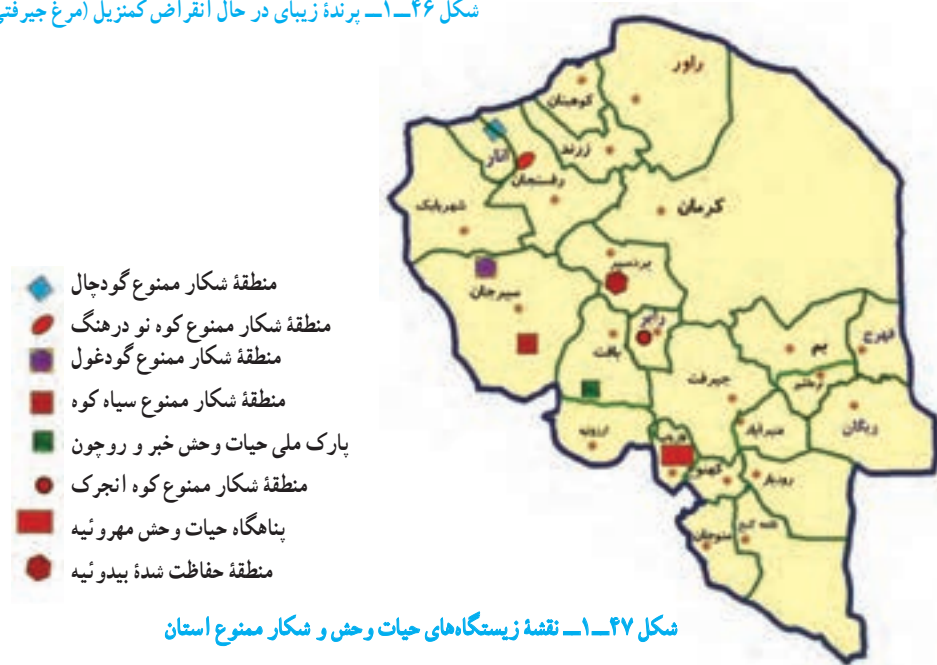 شکل ۴۶ــ۱ــ پرندهٔ زیبای در حال انقراض کمنزیل (مرغ جیرفتی
راور
کوهبنان
زرند
انار
رفسنجان
شهربابک
کرمان
بردسیر
سیرجان
رابر
بافت
بم
فهرج
نرماشیر
جیرفت
عنبرآباد
ریگان
ارزوئیه
فاریاب
کهنوج
رودبار
قلعه گنج
منوجان
منطقهٔ شکار ممنوع گودچال
منطقهٔ شکار ممنوع کوه نو درهنگ
منطقهٔ شکار ممنوع گودغول
منطقهٔ شکار ممنوع سیاه کوه
پارک ملی حیات وحش خبر و روچون
منطقهٔ شکار ممنوع کوه انجرک
پناهگاه حیات وحش مهروئیه
منطقهٔ حفاظت شدهٔ بیدوئیه
شکل ۴۷ــ۱ــ نقشهٔ زیستگاه‌های حیات وحش و شکار ممنوع استان